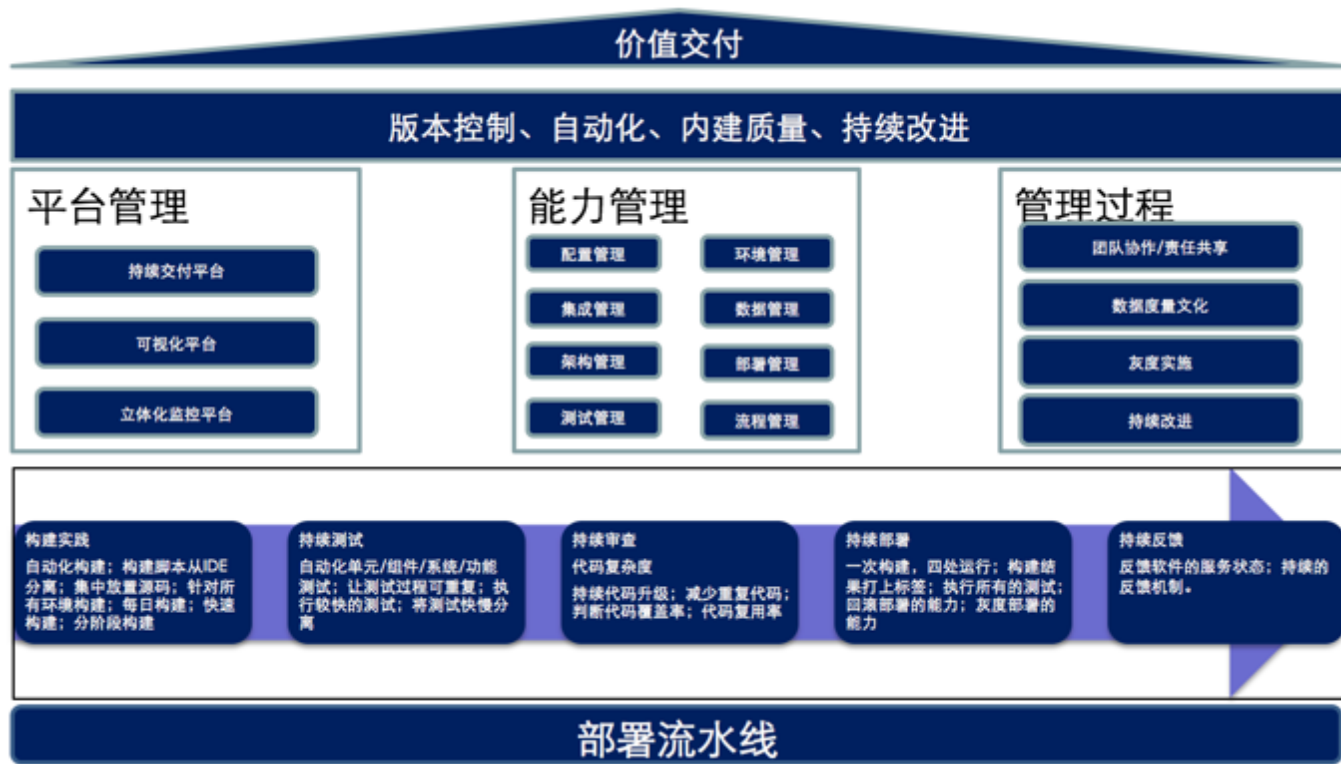 价值交付
版本控制、自动化、内建质量、持续改进
平台管理
持续交付平台
可视化平台
立体化监控平台
能力管理
配置管理
环境管理
集成管理
数据管理
架构管理
部署管理
测试管理
流程管理
管理过程
团队协作/责任共享
数据度量文化
灰度实施
持续改进
构建实践
自动化构建；构建脚本从IDE
分离；集中放置源码；针对所
有环境构建；每日构建；快速
构建；分阶段构建
持续测试
自动化单元/组件/系统/功能
测试；让测试过程可重复；执
行较快的测试；将测试快慢分
离
持续审查
代码复杂度
持续代码升级；减少重复代码；
判断代码覆盖率；代码复用率
持续部署
一次构建，四处运行；构建结
果打上标签；执行所有的测试；
回滚部署的能力；灰度部署的
能力
持续反馈
反馈软件的服务状态；持续的
反馈机制。
部署流水线